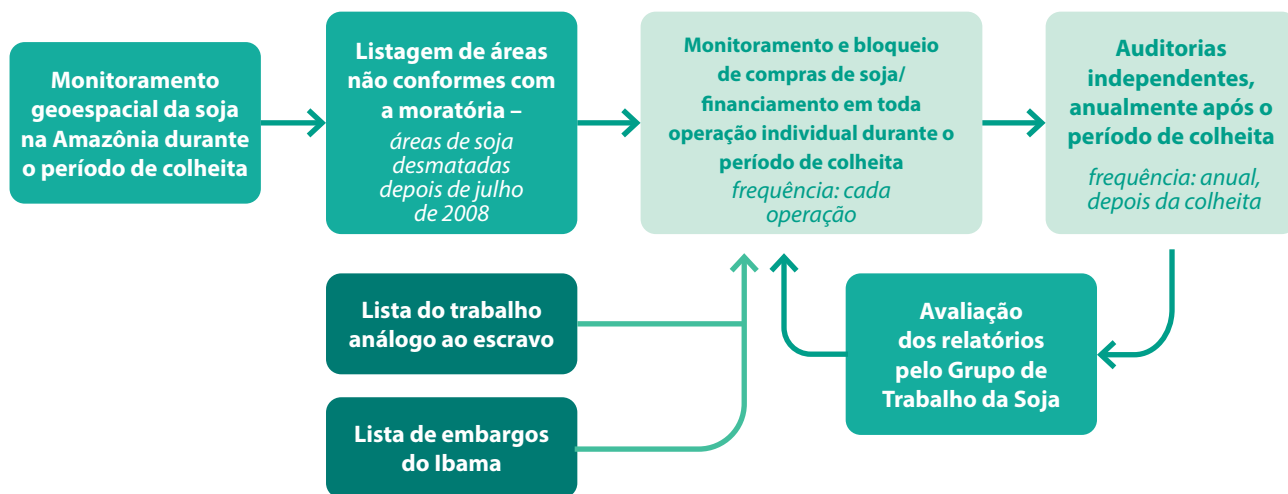 Monitoramento
geoespacial da soja
na Amazônia durante
o período de colheita
Listagem de áreas
não conformes com
a moratória –
áreas de soja
desmatadas
depois de julho
de 2008
Monitoramento e bloqueio
de compras de soja/
financiamento em toda
operação individual durante o
período de colheita
frequência: cada
operação
Auditorias
independentes,
anualmente após o
período de colheita
frequência: anual,
depois da colheita
Lista do trabalho
análogo ao escravo
Avaliação
dos relatórios
pelo Grupo de
Trabalho da Soja
Lista de embargos
do Ibama